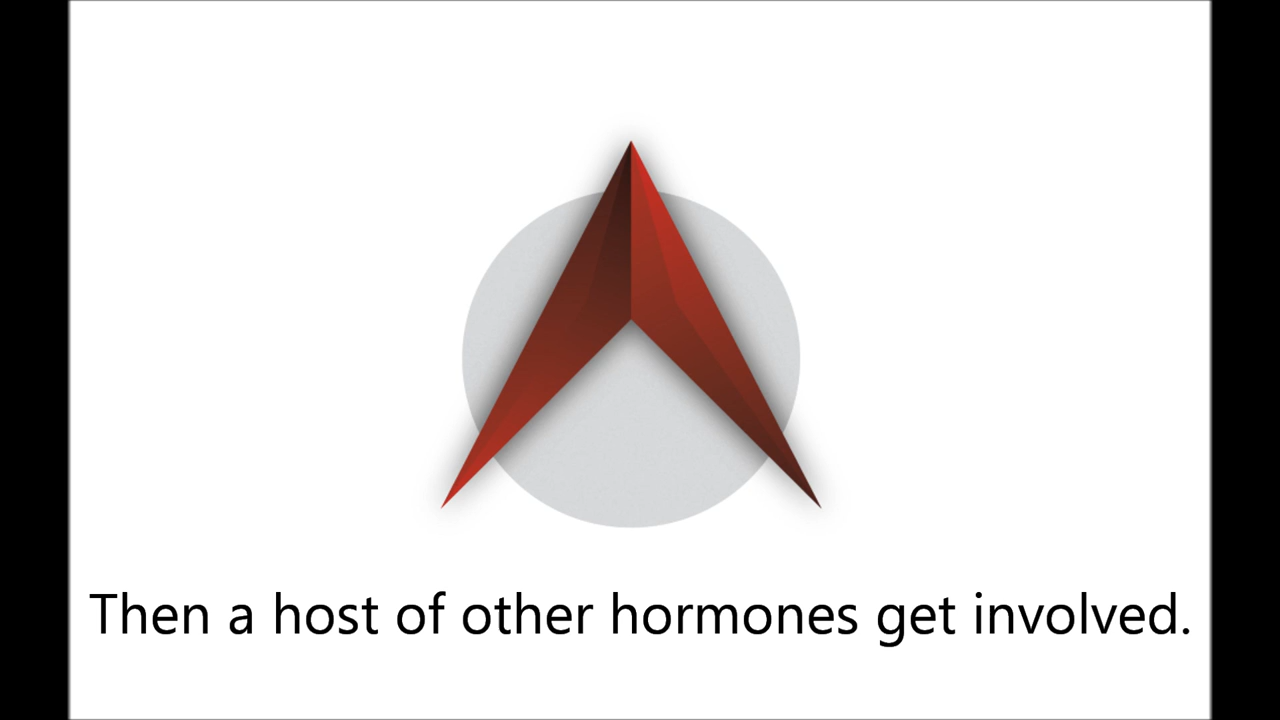 Then a host of other hormones get involved.